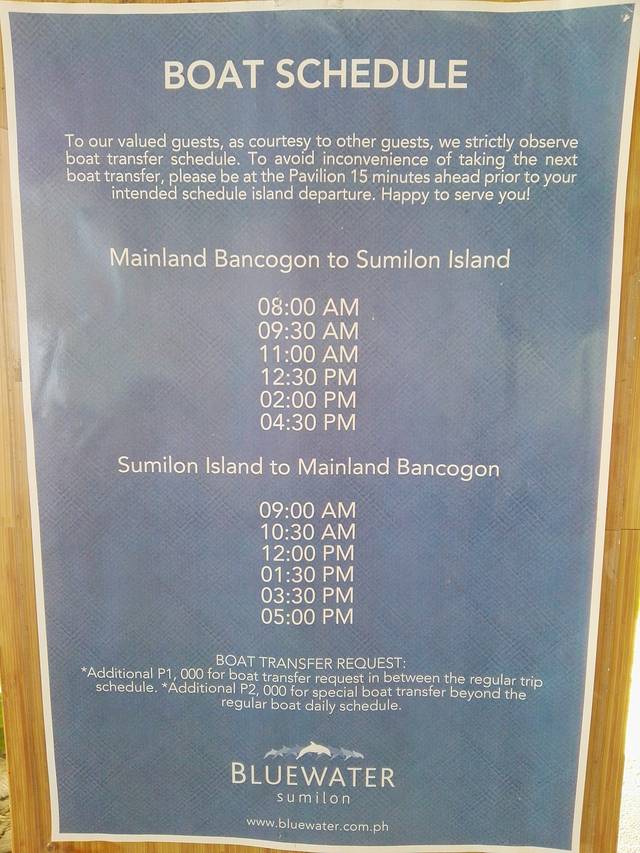 BOAT SCHEDULE
To our valued guests, as courtesy to other guests, we strictly observe
boat transfer schedule. To avoid inconvenience of taking the next
boat transfer, please be at the Pavilion 15 minutes ahead prior to your
intended schedule island departure. Happy to serve you!
Mainland Bancogon to Sumilon Island
08:00 AM
09:30 AM
11:00 AM
12:30 PM
02:00 PM
04:30 PM
Sumilon Island to Mainland Bancogon
09:00 AM
10:30 AM
12:00 PM
01:30 PM
03:30 PM
05:00 PM
BOAT TRANSFER REQUEST:
*Additional P1, 000 for boat transfer request in between the regular trip
schedule. *Additional P2, 000 for special boat transfer beyond the
regular boat daily schedule.
BLUEWATER
sumilon
www.bluewater.com.ph